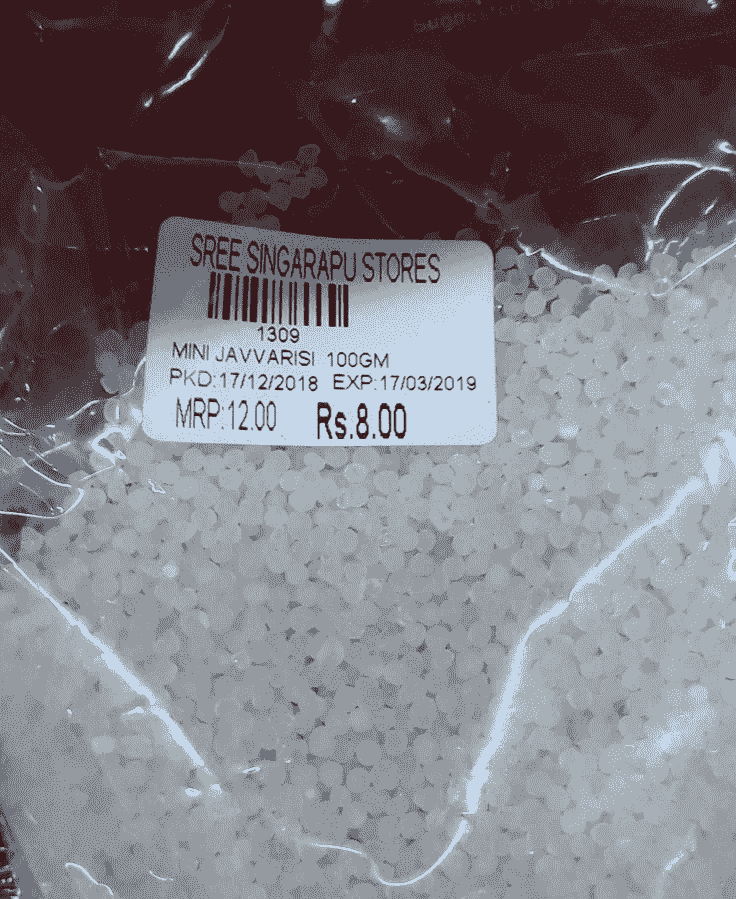 SREE SINGARAPU STORES
1309
MINI JAVVARISI 100GM
PKD:17/12/2018 EXP:17/03/2019
MRP:12.00 Rs.8.00